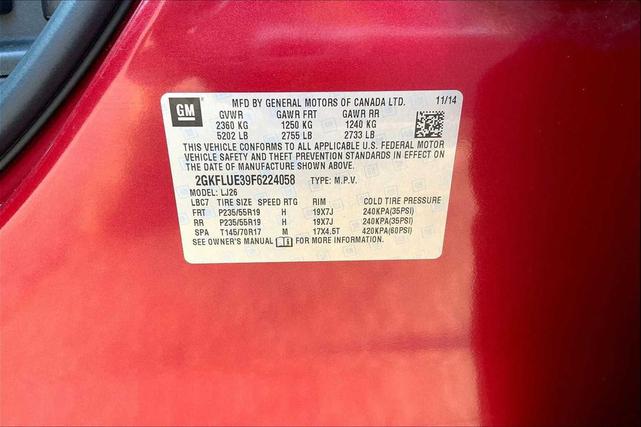 GM
MFD BY GENERAL MOTORS OF CANADA LTD. 11/14
GVWR GAWR FRT GAWR RR
2360 KG 1250 KG 1240 KG
5202 LB 2755 LB 2733 LB
THIS VEHICLE CONFORMS TO ALL APPLICABLE U.S. FEDERAL MOTOR
VEHICLE SAFETY AND THEFT PREVENTION STANDARDS IN EFFECT ON
THE DATE OF MANUFACTURE SHOWN ABOVE.
2GKFLUE39F6224058 TYPE: M.P.V.
MODEL: LJ26
LBC7 TIRE SIZE SPEED RTG RIM COLD TIRE PRESSURE
FRT P235/55R19 H 19X7J 240KPA(35PSI)
RR P235/55R19 H 19X7J 240KPA(35PSI)
SPA T145/70R17 M 17X4.5T 420KPA(60PSI)
SEE OWNER'S MANUAL FOR MORE INFORMATION.